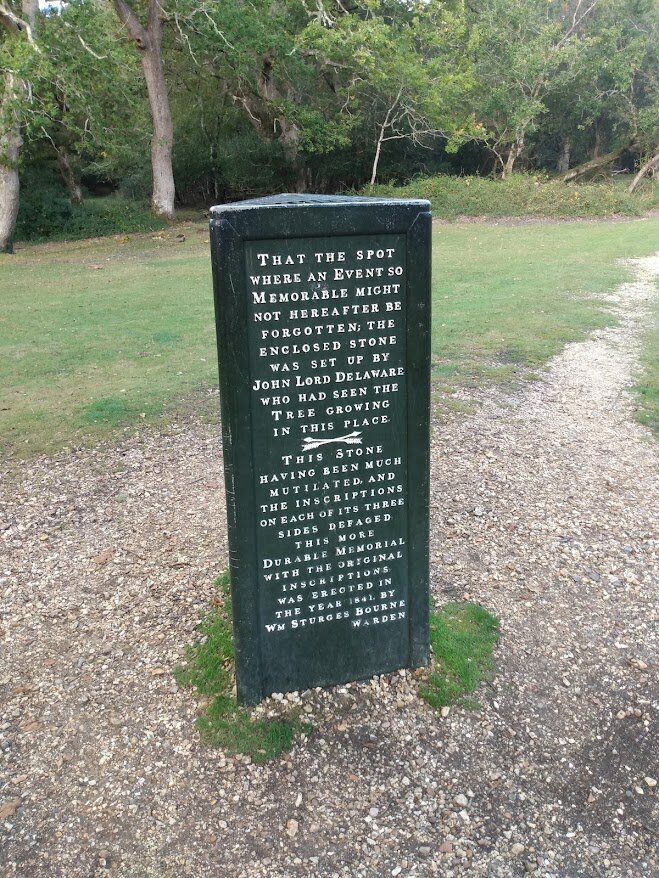 THAT THE SPOT
WHERE AN EVENT SO
MEMORABLE MIGHT
NOT HEREAFTER BE
FORGOTTEN; THE
ENCLOSED STONE
WAS SET UP BY
JOHN LORD DELAWARE
WHO HAD SEEN THE
TREE GROWING
IN THIS PLACE.
THIS STONE
HAVING BEEN MUCH
MUTILATED, AND
THE INSCRIPTIONS
ON EACH OF ITS THREE
SIDES DEFACED
THIS MORE
DURABLE MEMORIAL
WITH THE ORIGINAL
INSCRIPTIONS
WAS ERECTED IN
THE YEAR 1841, BY
WM STURGES BOURNE
WARDEN